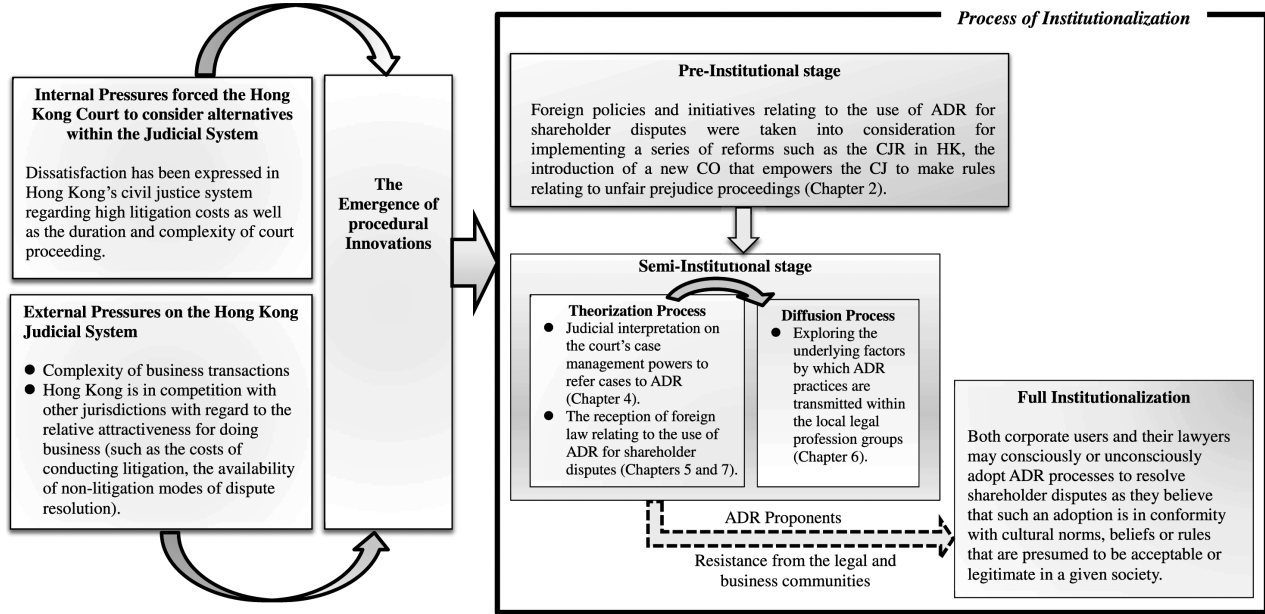 Process of Institutionalization
Internal Pressures forced the Hong
Kong Court to consider alternatives
within the Judicial System
Dissatisfaction has been expressed in
Hong Kong's civil justice system
regarding high litigation costs as well
as the duration and complexity of court
proceeding.
External Pressures on the Hong Kong
Judicial System
● Complexity of business transactions
● Hong Kong is in competition with
other jurisdictions with regard to the
relative attractiveness for doing
business (such as the costs of
conducting litigation, the availability
of non-litigation modes of dispute
resolution).
The
Emergence of
procedural
Innovations
Pre-Institutional stage
Foreign policies and initiatives relating to the use of ADR for
shareholder disputes were taken into consideration for
implementing a series of reforms such as the CJR in HK, the
introduction of a new CO that empowers the CJ to make rules
relating to unfair prejudice proceedings (Chapter 2).
Semi-Institutional stage
Theorization Process
● Judicial interpretation on
the court's case
management powers to
refer cases to ADR
(Chapter 4).
● The reception of foreign
law relating to the use of
ADR for shareholder
disputes (Chapters 5 and 7).
Diffusion Process
● Exploring the
underlying factors
by which ADR
practices are
transmitted within
the local legal
profession groups
(Chapter 6).
ADR Proponents
Resistance from the legal and
business communities
Full Institutionalization
Both corporate users and their lawyers
may consciously or unconsciously
adopt ADR processes to resolve
shareholder disputes as they believe
that such an adoption is in conformity
with cultural norms, beliefs or rules
that are presumed to be acceptable or
legitimate in a given society.